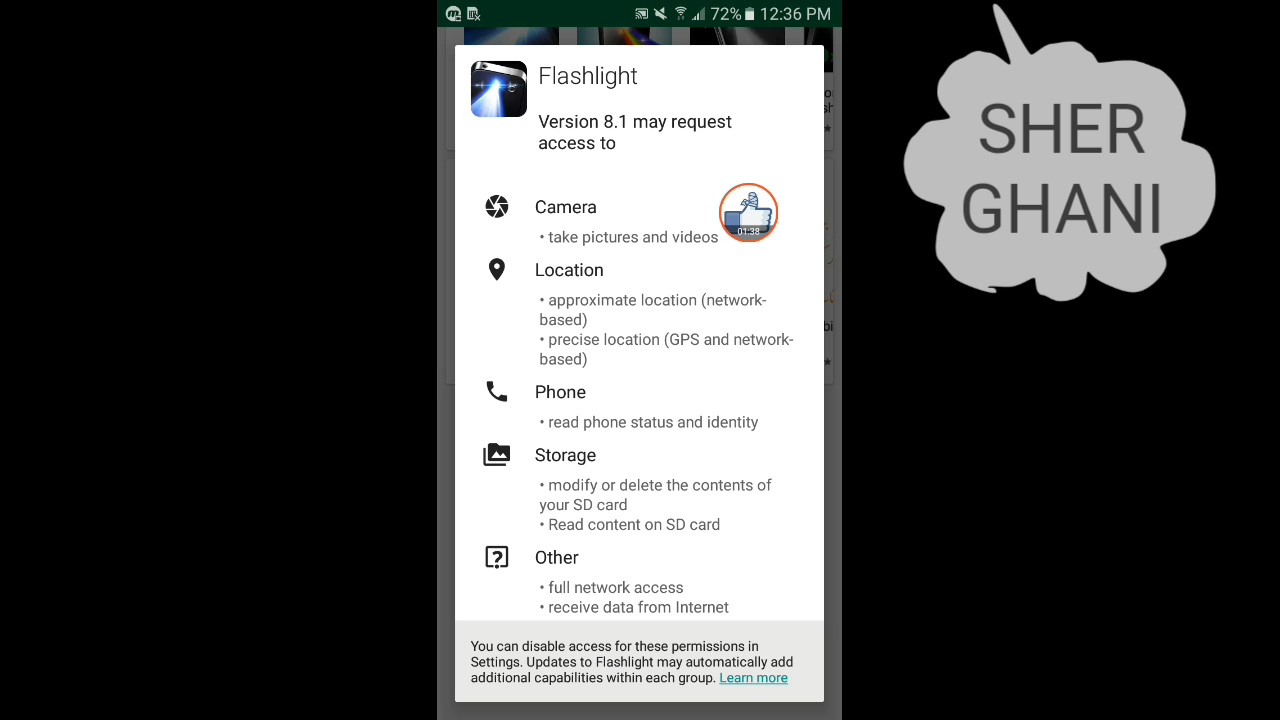 72% 12:36 PM
Flashlight
Version 8.1 may request
access to
Camera
• take pictures and videos
01:38
Location
• approximate location (network-
based)
• precise location (GPS and network-
based)
Phone
• read phone status and identity
Storage
• modify or delete the contents of
your SD card
• Read content on SD card
Other
• full network access
• receive data from Internet
You can disable access for these permissions in
Settings. Updates to Flashlight may automatically add
additional capabilities within each group. Learn more
SHER
GHANI